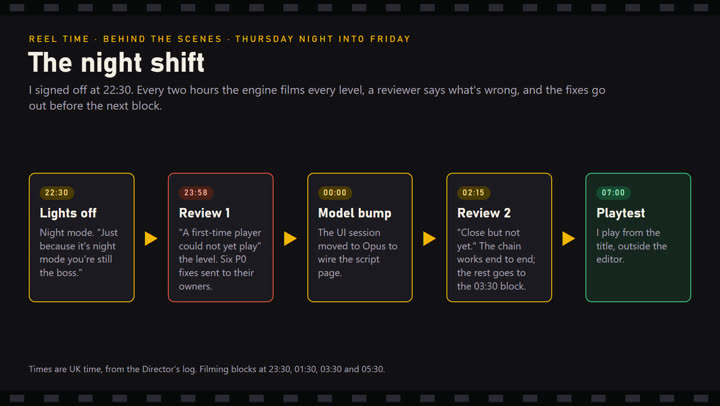 REEL TIME · BEHIND THE SCENES · THURSDAY NIGHT INTO FRIDAY
The night shift
I signed off at 22:30. Every two hours the engine films every level, a reviewer says what's wrong, and the fixes go
out before the next block.
22:30
Lights off
Night mode. "Just
because it's night
mode you're still
the boss."
23:58
Review 1
"A first-time player
could not yet play"
the level. Six P0
fixes sent to their
owners.
00:00
Model bump
The UI session
moved to Opus to
wire the script
page.
02:15
Review 2
"Close but not
yet." The chain
works end to end;
the rest goes to
the 03:30 block.
07:00
Playtest
I play from the
title, outside the
editor.
Times are UK time, from the Director's log. Filming blocks at 23:30, 01:30, 03:30 and 05:30.